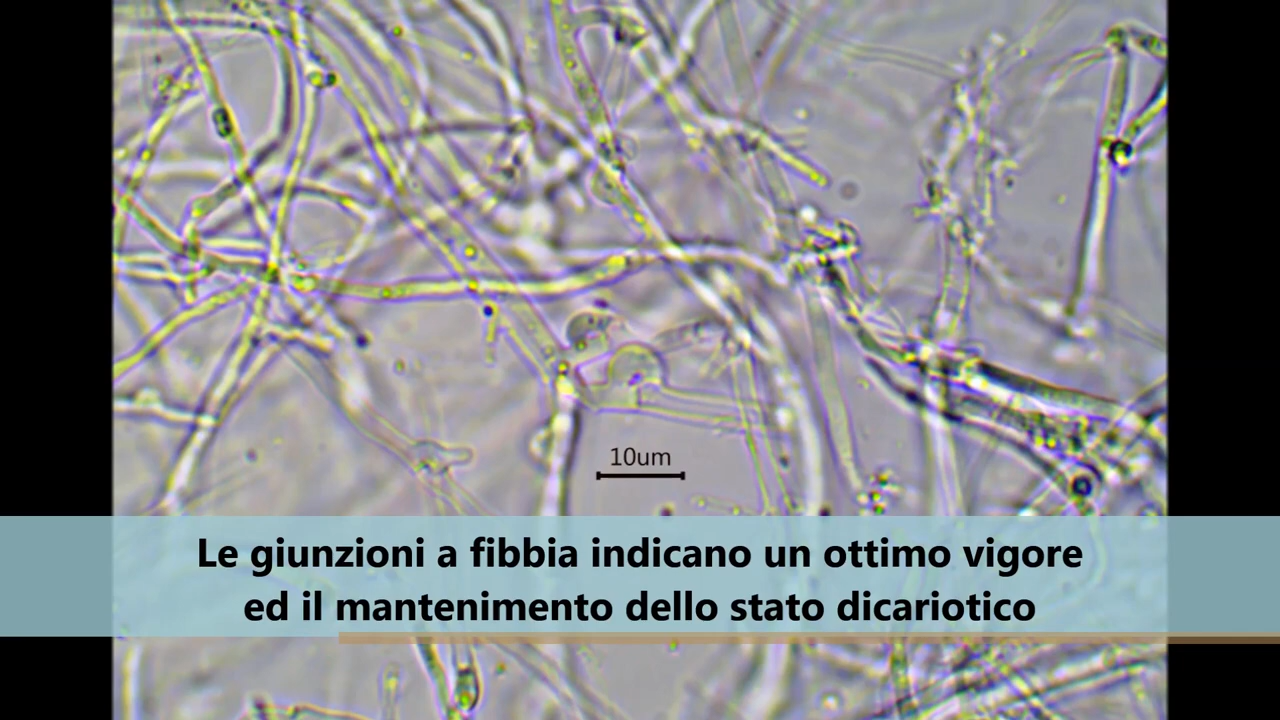 10um
Le giunzioni a fibbia indicano un ottimo vigore
ed il mantenimento dello stato dicariotico